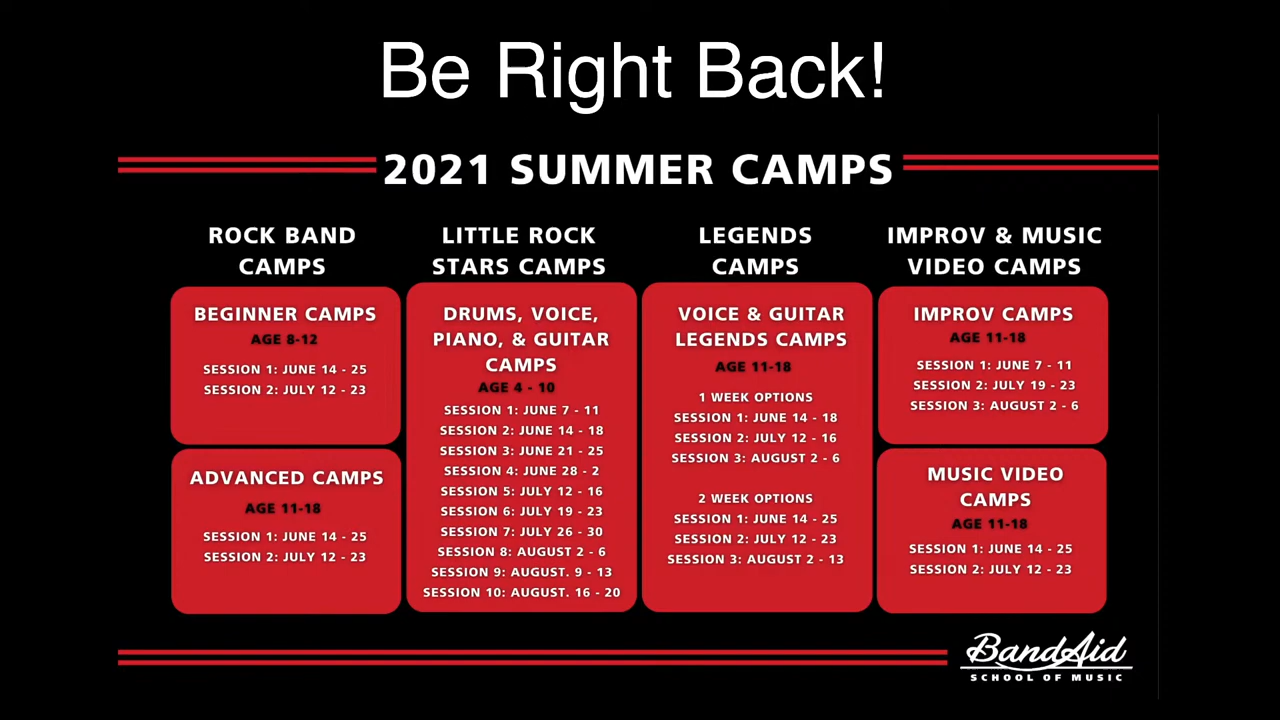 Be Right Back!
2021 SUMMER CAMPS
ROCK BAND
CAMPS
BEGINNER CAMPS
AGE 8-12
SESSION 1: JUNE 14 - 25
SESSION 2: JULY 12 - 23
ADVANCED CAMPS
AGE 11-18
SESSION 1: JUNE 14 - 25
SESSION 2: JULY 12 - 23
LITTLE ROCK
STARS CAMPS
DRUMS, VOICE,
PIANO, & GUITAR
CAMPS
AGE 4 - 10
SESSION 1: JUNE 7 - 11
SESSION 2: JUNE 14 - 18
SESSION 3: JUNE 21 - 25
SESSION 4: JUNE 28 - 2
SESSION 5: JULY 12 - 16
SESSION 6: JULY 19 - 23
SESSION 7: JULY 26 - 30
SESSION 8: AUGUST 2 - 6
SESSION 9: AUGUST. 9 - 13
SESSION 10: AUGUST. 16 - 20
LEGENDS
CAMPS
VOICE & GUITAR
LEGENDS CAMPS
AGE 11-18
1 WEEK OPTIONS
SESSION 1: JUNE 14 - 18
SESSION 2: JULY 12 - 16
SESSION 3: AUGUST 2 - 6
2 WEEK OPTIONS
SESSION 1: JUNE 14 - 25
SESSION 2: JULY 12 - 23
SESSION 3: AUGUST 2 - 13
IMPROV & MUSIC
VIDEO CAMPS
IMPROV CAMPS
AGE 11-18
SESSION 1: JUNE 7 - 11
SESSION 2: JULY 19 - 23
SESSION 3: AUGUST 2 - 6
MUSIC VIDEO
CAMPS
AGE 11-18
SESSION 1: JUNE 14 - 25
SESSION 2: JULY 12 - 23
BandAid
SCHOOL OF MUSIC